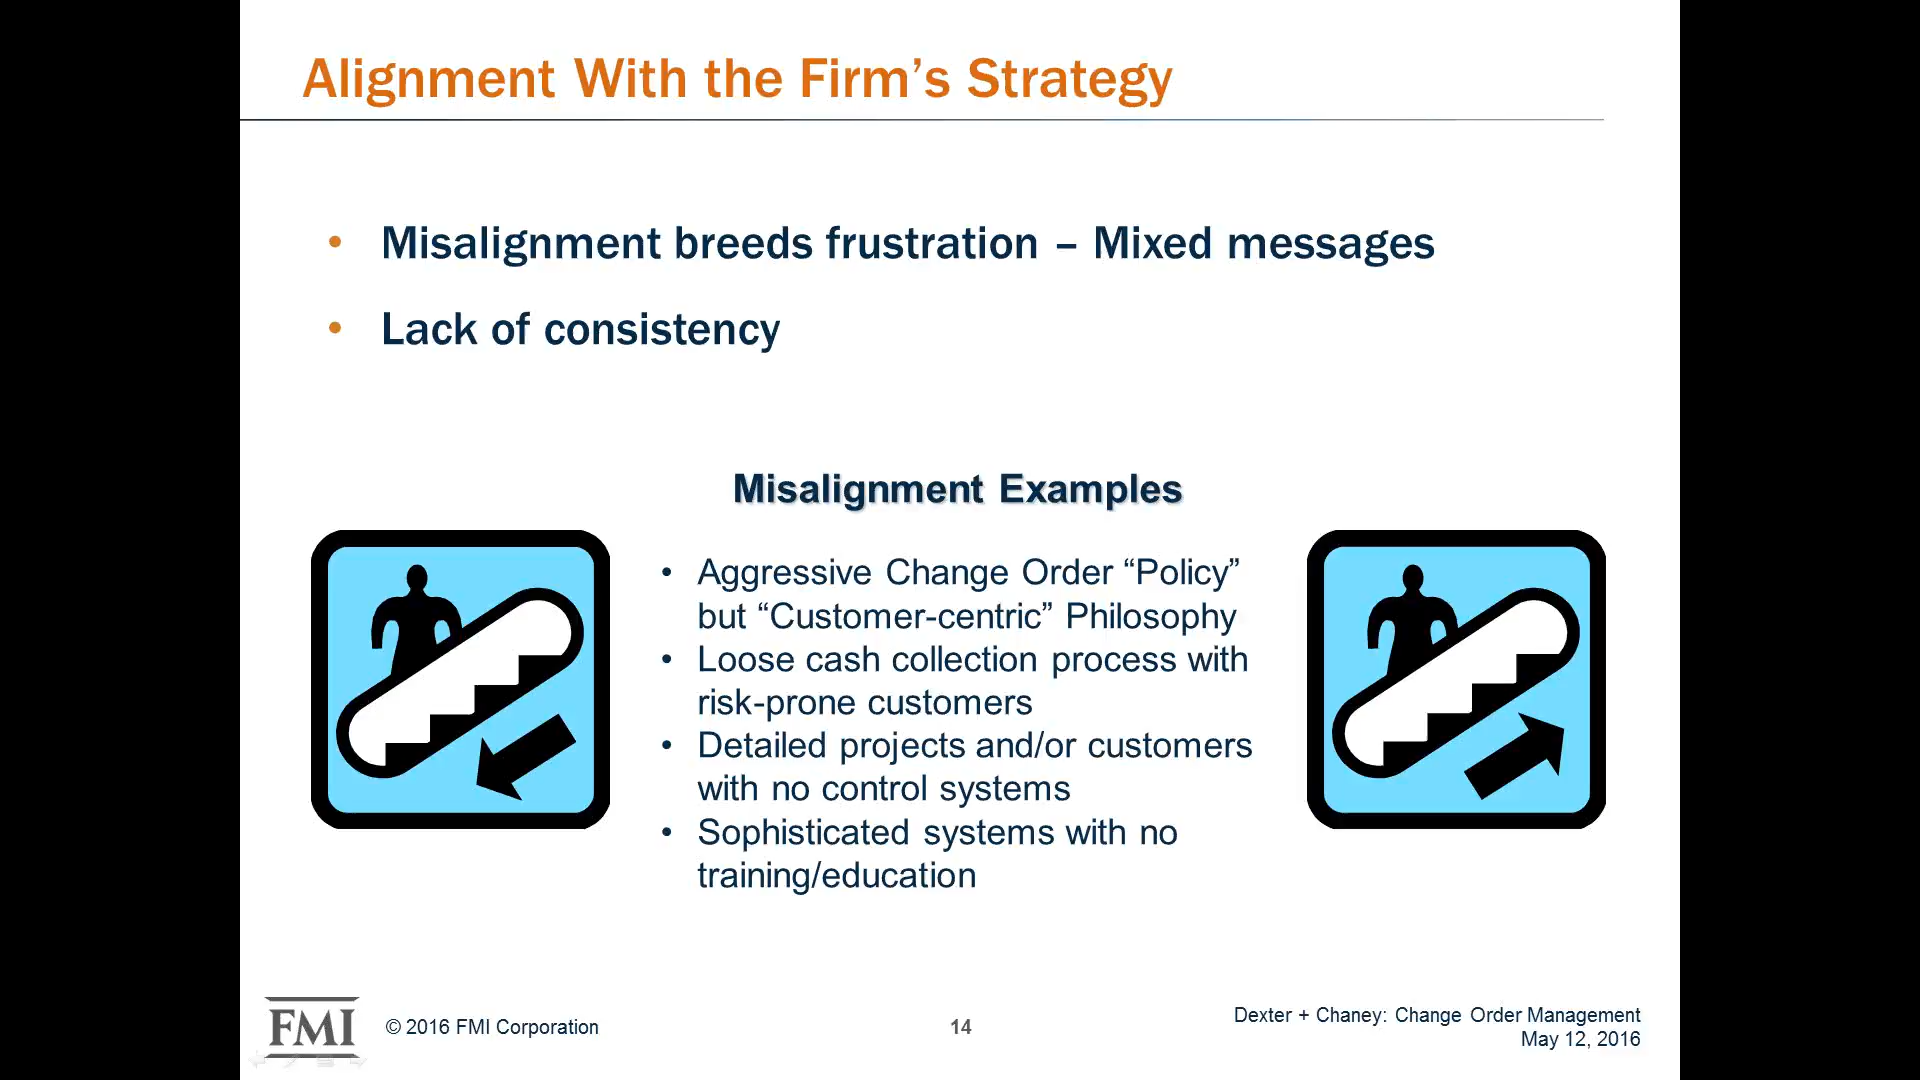 Alignment With the Firm’s Strategy
• Misalignment breeds frustration – Mixed messages
• Lack of consistency
Misalignment Examples
• Aggressive Change Order “Policy”
but “Customer-centric” Philosophy
• Loose cash collection process with
risk-prone customers
• Detailed projects and/or customers
with no control systems
• Sophisticated systems with no
training/education
FMI
© 2016 FMI Corporation
14
Dexter + Chaney: Change Order Management
May 12, 2016